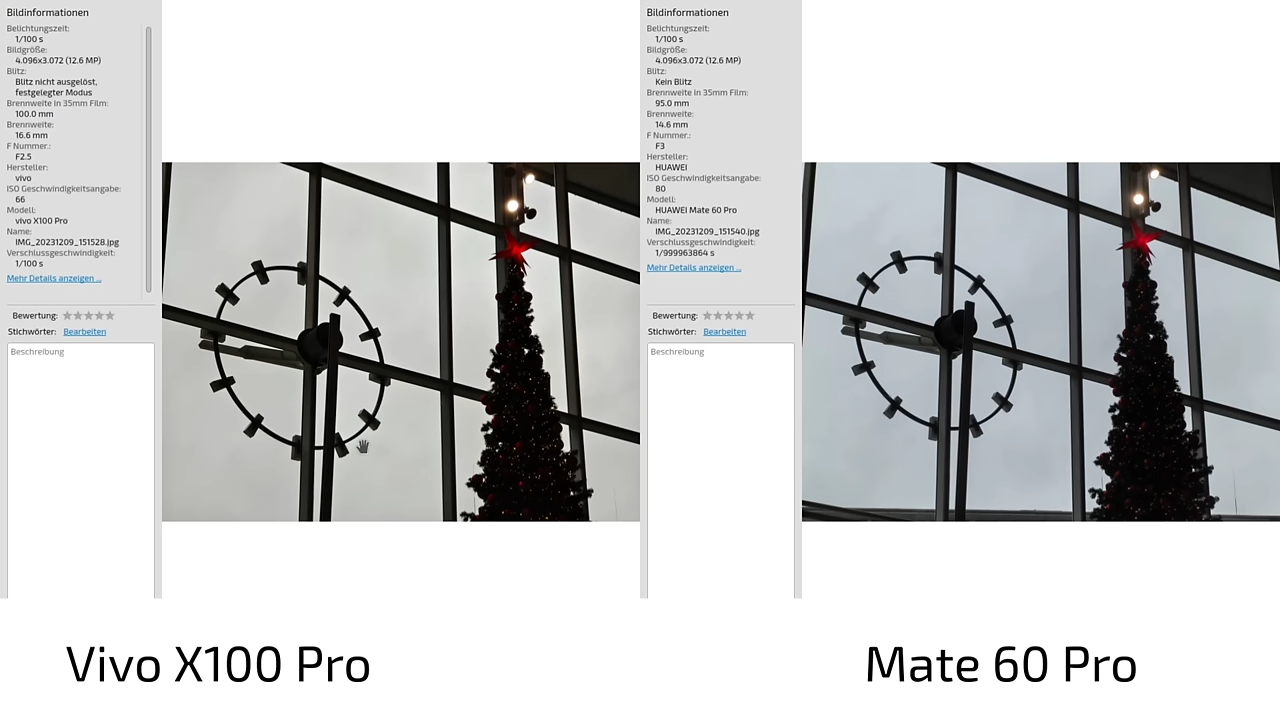 Bildinformationen
Belichtungszeit:
1/100 s
Bildgröße:
4.096x3.072 (12.6 MP)
Blitz:
Blitz nicht ausgelöst,
festgelegter Modus
Brennweite in 35mm Film:
100.0 mm
Brennweite:
16.6 mm
F Nummer.:
F2.5
Hersteller:
vivo
ISO Geschwindigkeitsangabe:
66
Modell:
vivo X100 Pro
Name:
IMG_20231209_151528.jpg
Verschlussgeschwindigkeit:
1/100 s
Mehr Details anzeigen ..
Bewertung:
Stichwörter: Bearbeiten
Beschreibung
Bildinformationen
Belichtungszeit:
1/100 s
Bildgröße:
4.096x3.072 (12.6 MP)
Blitz:
Kein Blitz
Brennweite in 35mm Film:
95.0 mm
Brennweite:
14.6 mm
F Nummer.:
F3
Hersteller:
HUAWEI
ISO Geschwindigkeitsangabe:
80
Modell:
HUAWEI Mate 60 Pro
Name:
IMG_20231209_151540.jpg
Verschlussgeschwindigkeit:
1/999963864 s
Mehr Details anzeigen ..
Bewertung:
Stichwörter: Bearbeiten
Beschreibung
Vivo X100 Pro
Mate 60 Pro